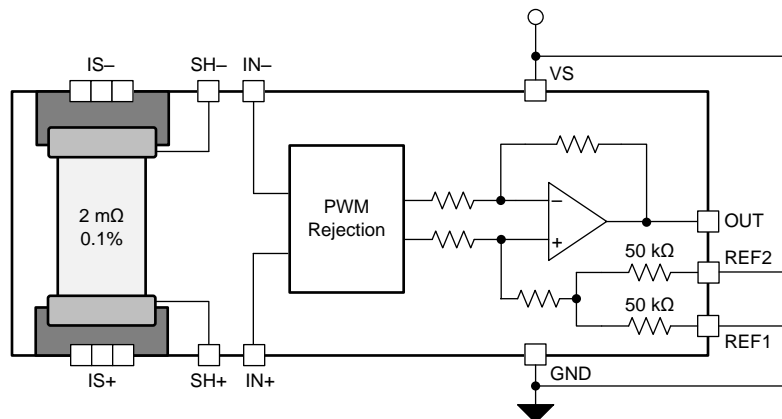 IS–
SH–
IN–
VS
2 mΩ
0.1%
PWM
Rejection
–
+
OUT
50 kΩ
REF2
50 kΩ
REF1
IS+
SH+
IN+
GND